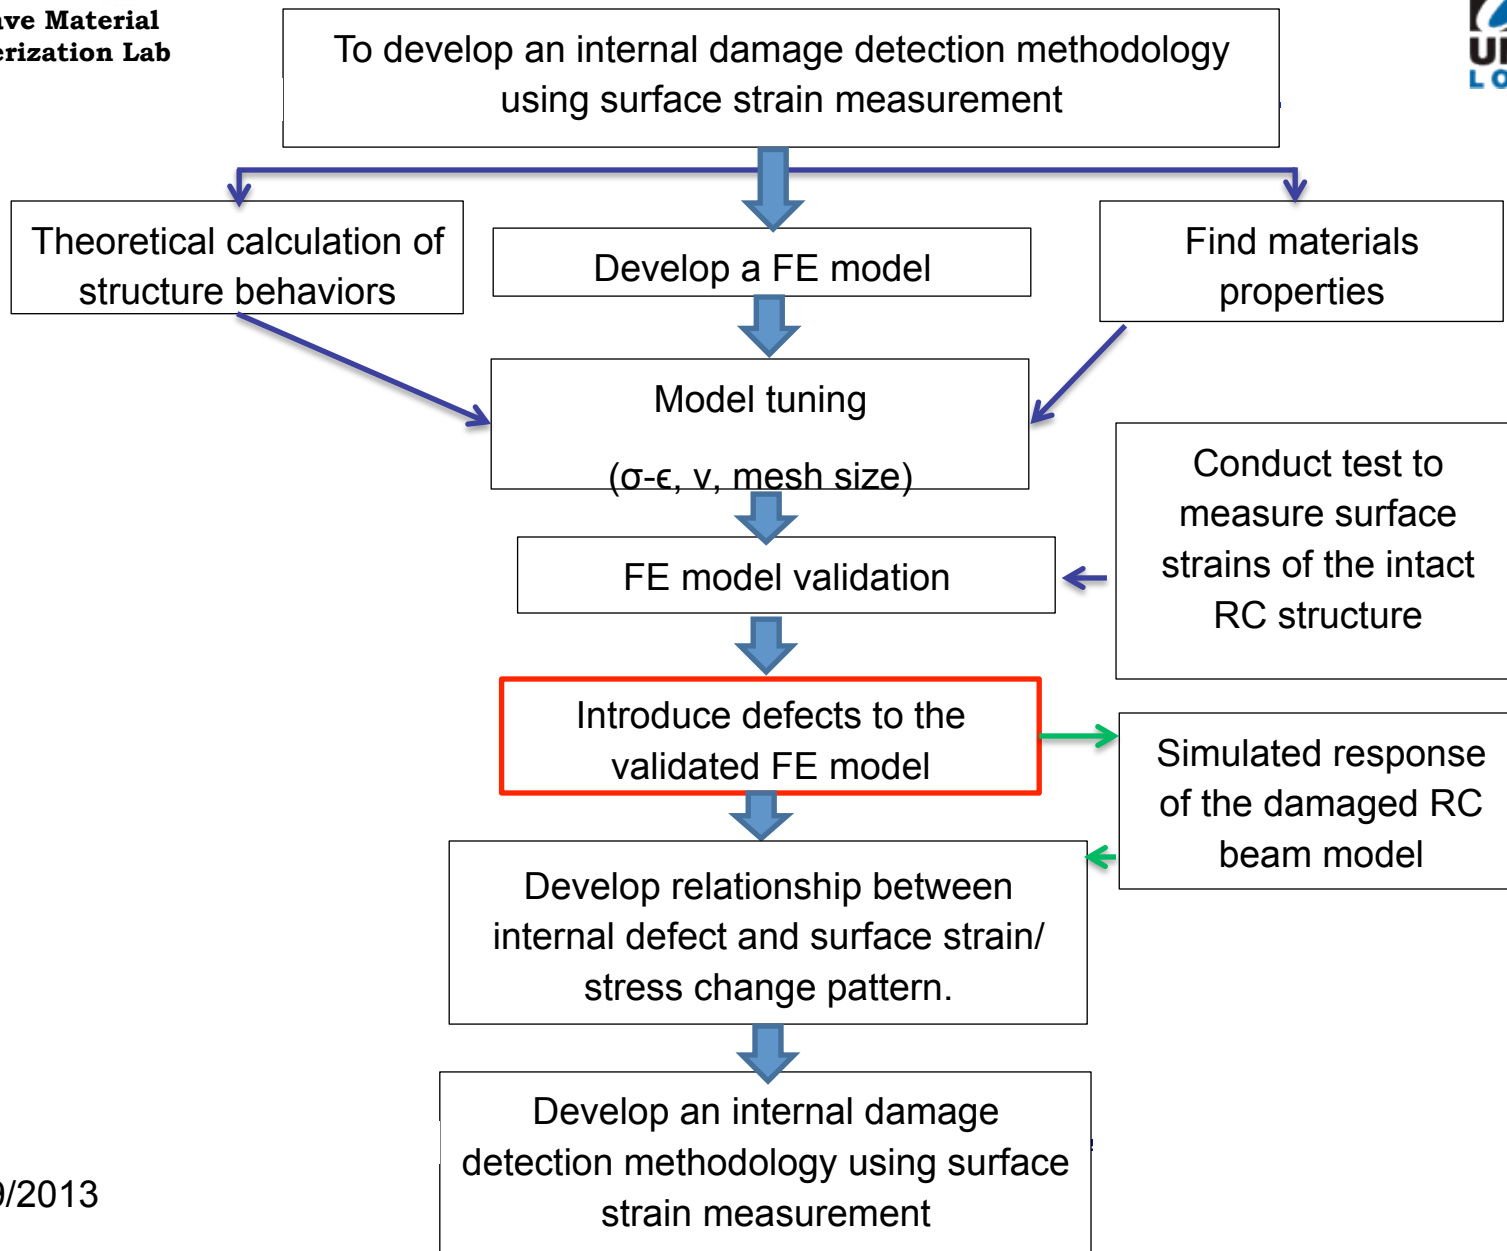 ave Material
erization Lab
To develop an internal damage detection methodology
using surface strain measurement
UM
LO
Theoretical calculation of
structure behaviors
Develop a FE model
Find materials
properties
Model tuning
(σ-ϵ, ν, mesh size)
Conduct test to
measure surface
strains of the intact
RC structure
FE model validation
Introduce defects to the
validated FE model
Simulated response
of the damaged RC
beam model
Develop relationship between
internal defect and surface strain/
stress change pattern.
Develop an internal damage
detection methodology using surface
strain measurement
9/2013